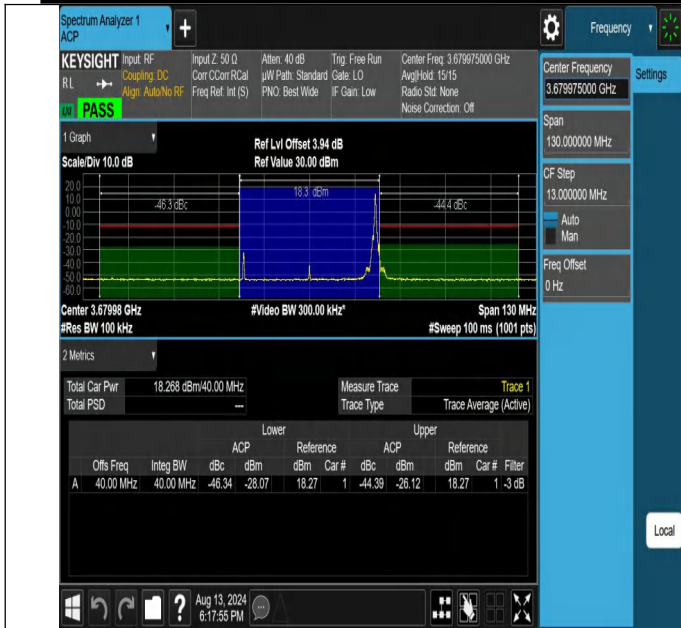 Spectrum Analyzer 1
ACP
+
Frequency
KEYSIGHT Input: RF
RL
Coupling: DC
Align: Auto/No RF
Input Z: 50 Ω
Corr CCorr RCal
Freq Ref: Int (S)
Atten: 40 dB
µW Path: Standard
PNO: Best Wide
Trig: Free Run
Gate: LO
IF Gain: Low
Center Freq: 3.679975000 GHz
Avg|Hold: 15/15
Radio Std: None
Noise Correction: Off
PASS
Center Frequency
3.679975000 GHz
Settings
Span
130.000000 MHz
CF Step
13.000000 MHz
Auto
Man
Freq Offset
0 Hz
Local
1 Graph
Scale/Div 10.0 dB
Ref Lvl Offset 3.94 dB
Ref Value 30.00 dBm
20.0
10.0
0.00
-10.0
-20.0
-30.0
-40.0
-50.0
-60.0
-46.3 dBc
18.3 dBm
-44.4 dBc
Center 3.67998 GHz
#Video BW 300.00 kHz*
Span 130 MHz
#Res BW 100 kHz
#Sweep 100 ms (1001 pts)
2 Metrics
Total Car Pwr 18.268 dBm/40.00 MHz
Total PSD ---
Measure Trace Trace 1
Trace Type Trace Average (Active)
Lower Upper
ACP Reference ACP Reference
Offs Freq Integ BW dBc dBm dBm Car # dBc dBm dBm Car # Filter
A 40.00 MHz 40.00 MHz -46.34 -28.07 18.27 1 -44.39 -26.12 18.27 1 -3 dB
?
Aug 13, 2024
6:17:55 PM